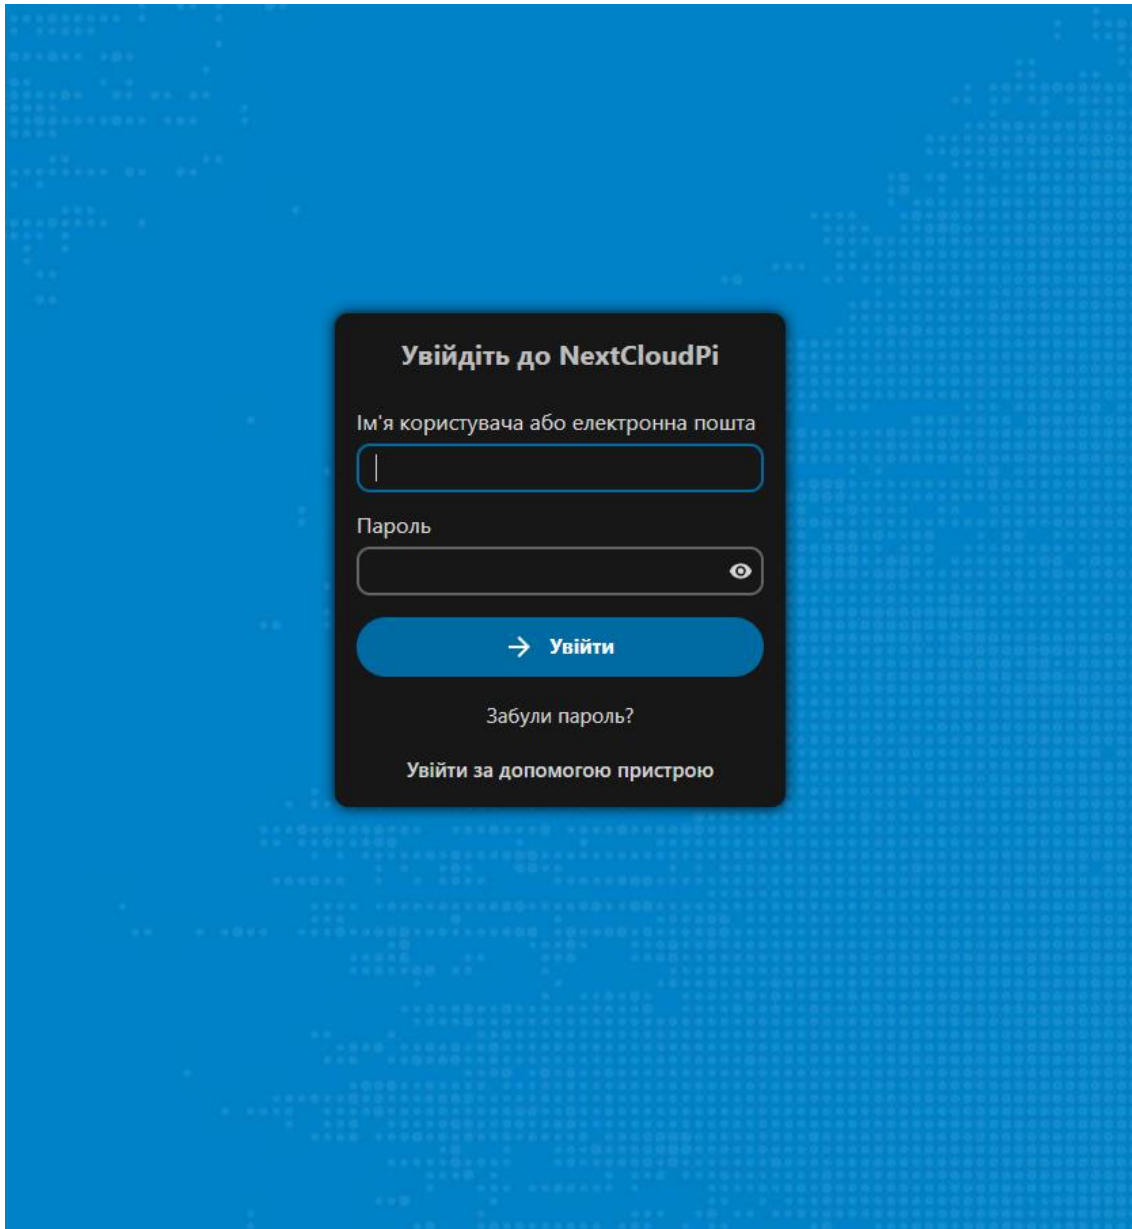 Увійдіть до NextCloudPi
Ім'я користувача або електронна пошта
Пароль
Увійти
Забули пароль?
Увійти за допомогою пристрою